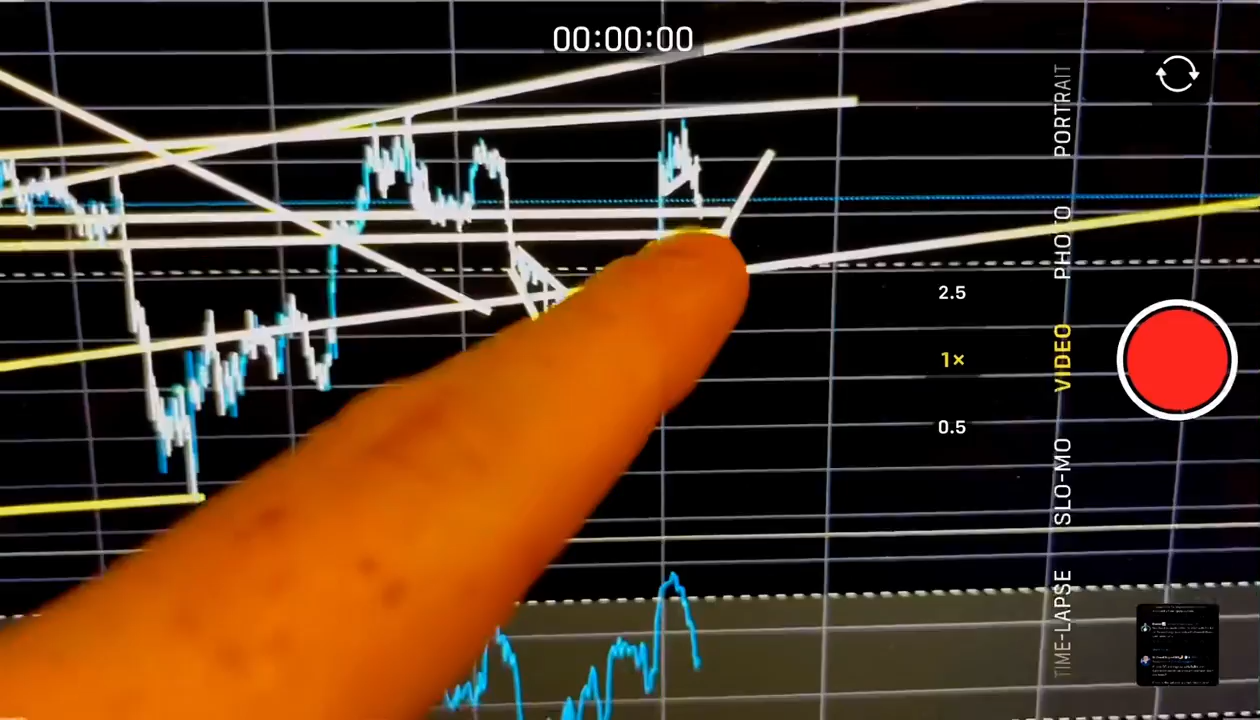 00:00:00
PORTRAIT
PHOTO
VIDEO
SLO-MO
TIME-LAPSE
2.5
1×
0.5